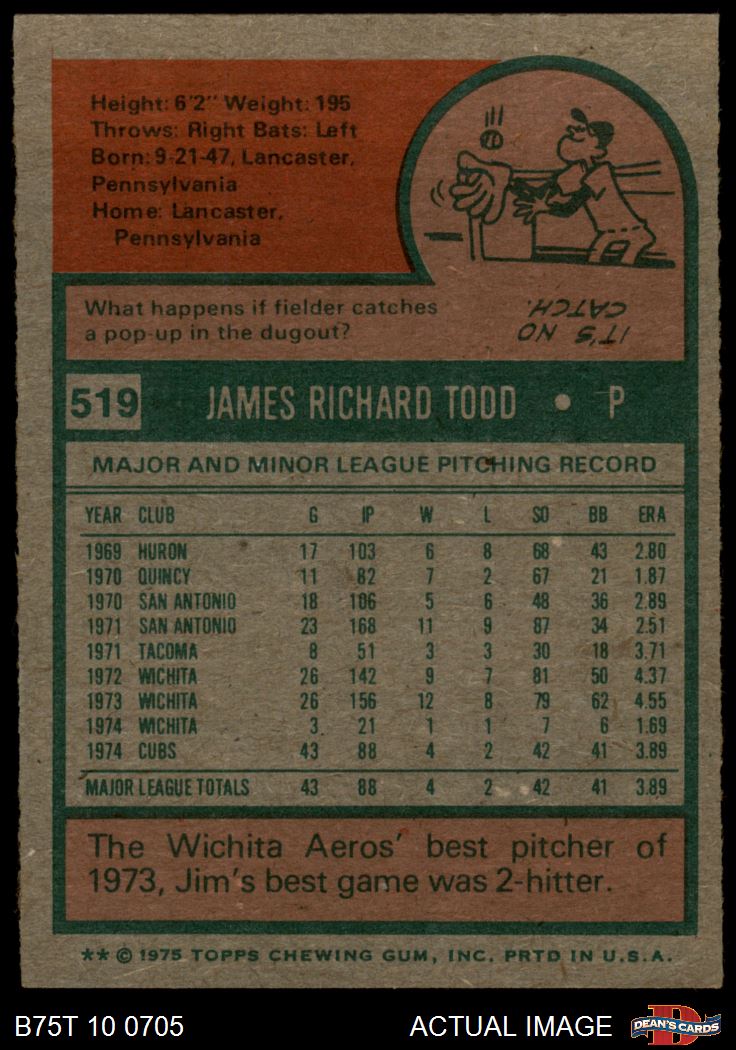 Height: 6'2" Weight: 195
Throws: Right Bats: Left
Born: 9-21-47, Lancaster,
Pennsylvania
Home: Lancaster,
Pennsylvania
What happens if fielder catches
a pop-up in the dugout?
IT'S NO
CATCH.
519 JAMES RICHARD TODD • P
MAJOR AND MINOR LEAGUE PITCHING RECORD
YEAR CLUB G IP W L SO BB ERA
1969 HURON 17 103 6 8 68 43 2.80
1970 QUINCY 11 82 7 2 67 21 1.87
1970 SAN ANTONIO 18 106 5 6 48 36 2.89
1971 SAN ANTONIO 23 168 11 9 87 34 2.51
1971 TACOMA 8 51 3 3 30 18 3.71
1972 WICHITA 26 142 9 7 81 50 4.37
1973 WICHITA 26 156 12 8 79 62 4.55
1974 WICHITA 3 21 1 1 7 6 1.69
1974 CUBS 43 88 4 2 42 41 3.89
MAJOR LEAGUE TOTALS 43 88 4 2 42 41 3.89
The Wichita Aeros' best pitcher of
1973, Jim's best game was 2-hitter.
** © 1975 TOPPS CHEWING GUM, INC. PRTD IN U.S.A.
B75T 10 0705 ACTUAL IMAGE DEAN'S CARDS